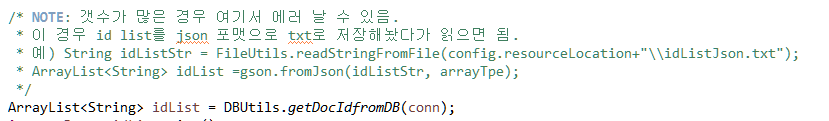 /* NOTE: 갯수가 많은 경우 여기서 에러 날 수 있음.
* 이 경우 id list를 json 포맷으로 txt로 저장해놨다가 읽으면 됨.
* 예) String idListStr = FileUtils.readStringFromFile(config.resourceLocation+"\\idListJson.txt");
* ArrayList<String> idList =gson.fromJson(idListStr, arrayTpe);
*/
ArrayList<String> idList = DBUtils.getDocIdfromDB(conn);